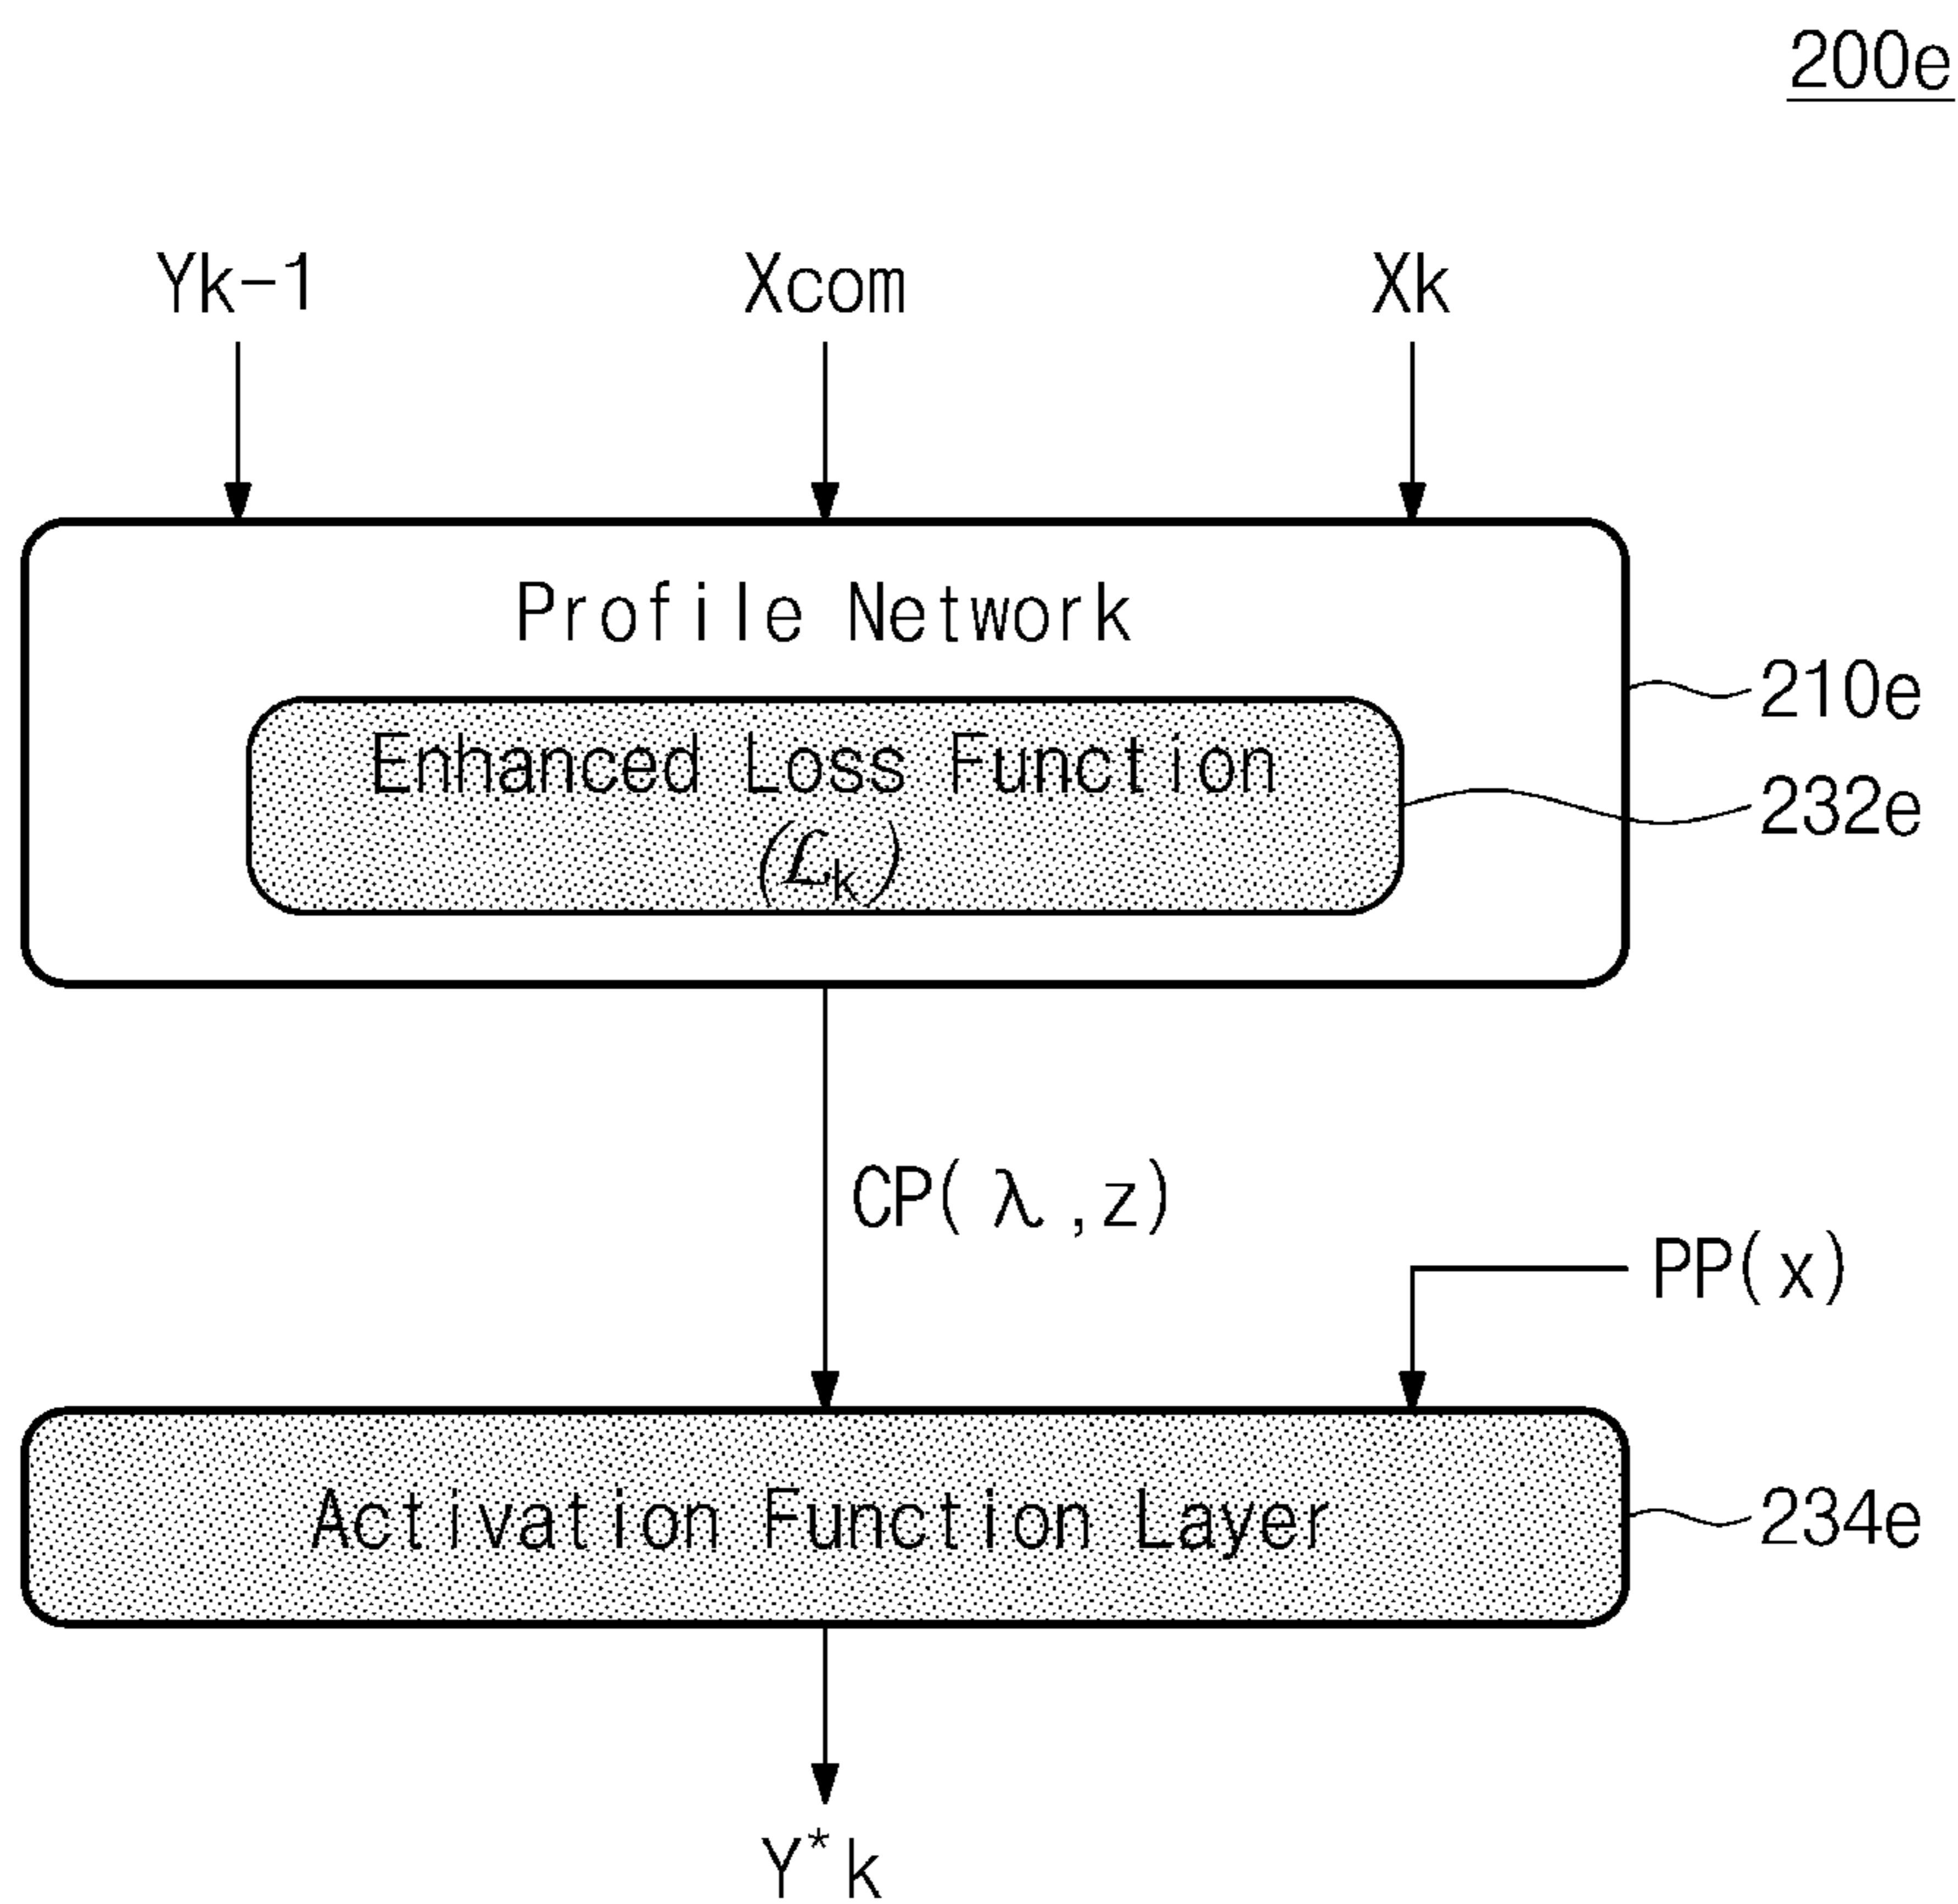 200e
Yk-1 Xcom Xk
Profile Network
210e
Enhanced Loss Function
(ℒk)
232e
CP(λ,z)
PP(x)
Activation Function Layer
234e
Y*k